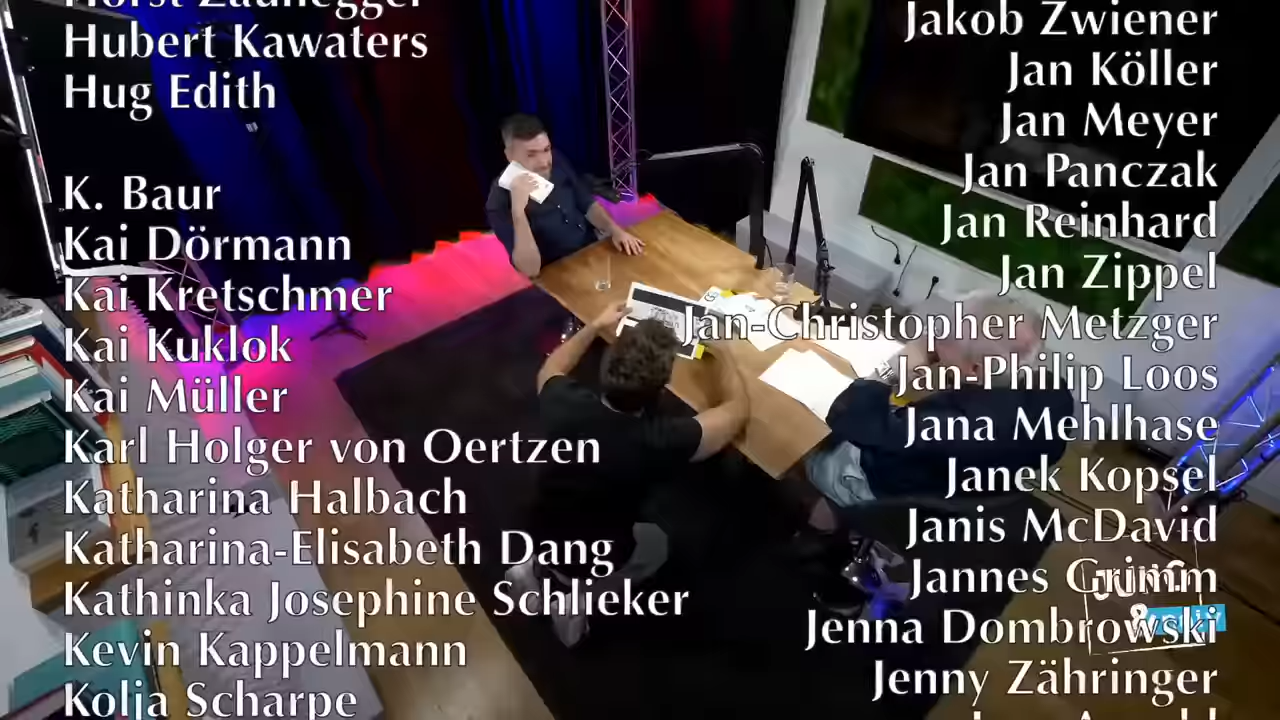 Horst Zaunegger
Hubert Kawaters
Hug Edith
K. Baur
Kai Dörmann
Kai Kretschmer
Kai Kuklok
Kai Müller
Karl Holger von Oertzen
Katharina Halbach
Katharina-Elisabeth Dang
Kathinka Josephine Schlieker
Kevin Kappelmann
Kolja Scharpe
Jakob Zwiener
Jan Köller
Jan Meyer
Jan Panczak
Jan Reinhard
Jan Zippel
Jan-Christopher Metzger
Jan-Philip Loos
Jana Mehlhase
Janek Kopsel
Janis McDavid
Jannes Grimm
Jenna Dombrowski
Jenny Zähringer
JUNG
&